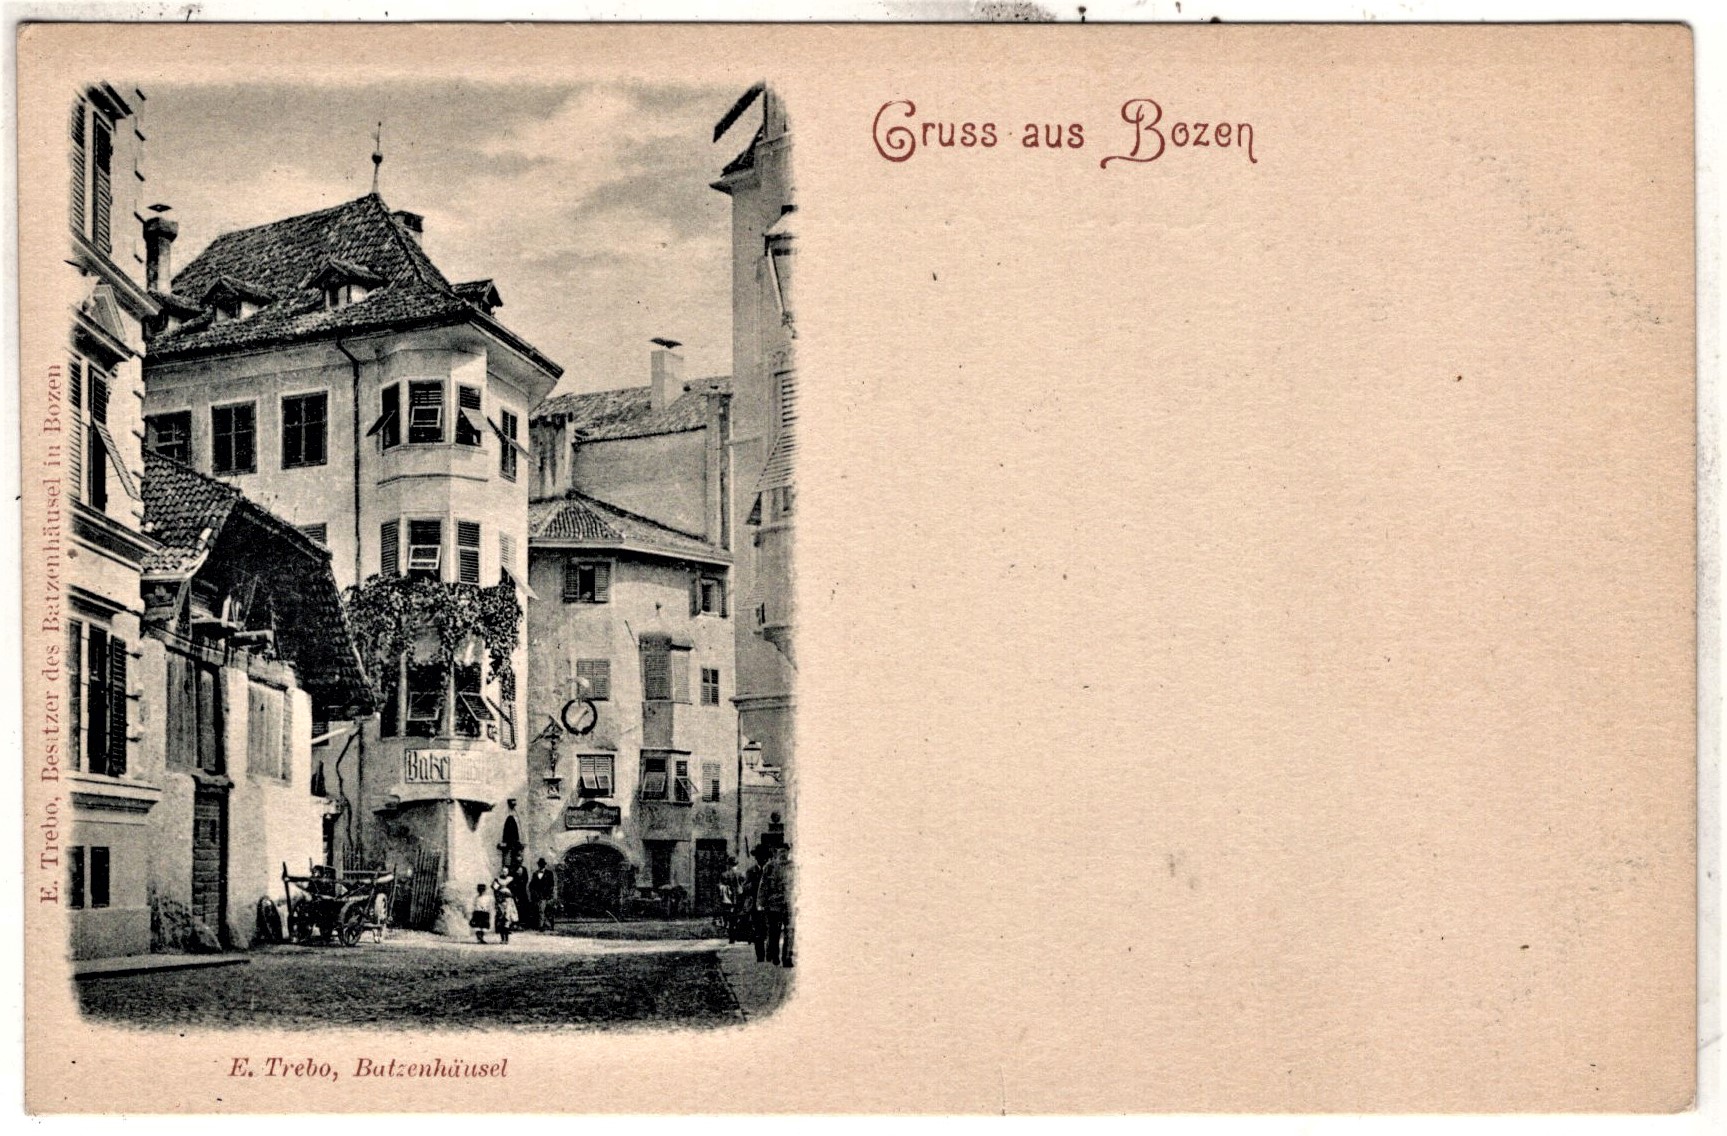 Gruss aus Bozen
E. Trebo, Besitzer des Batzenhäusel in Bozen
E. Trebo, Batzenhäusel